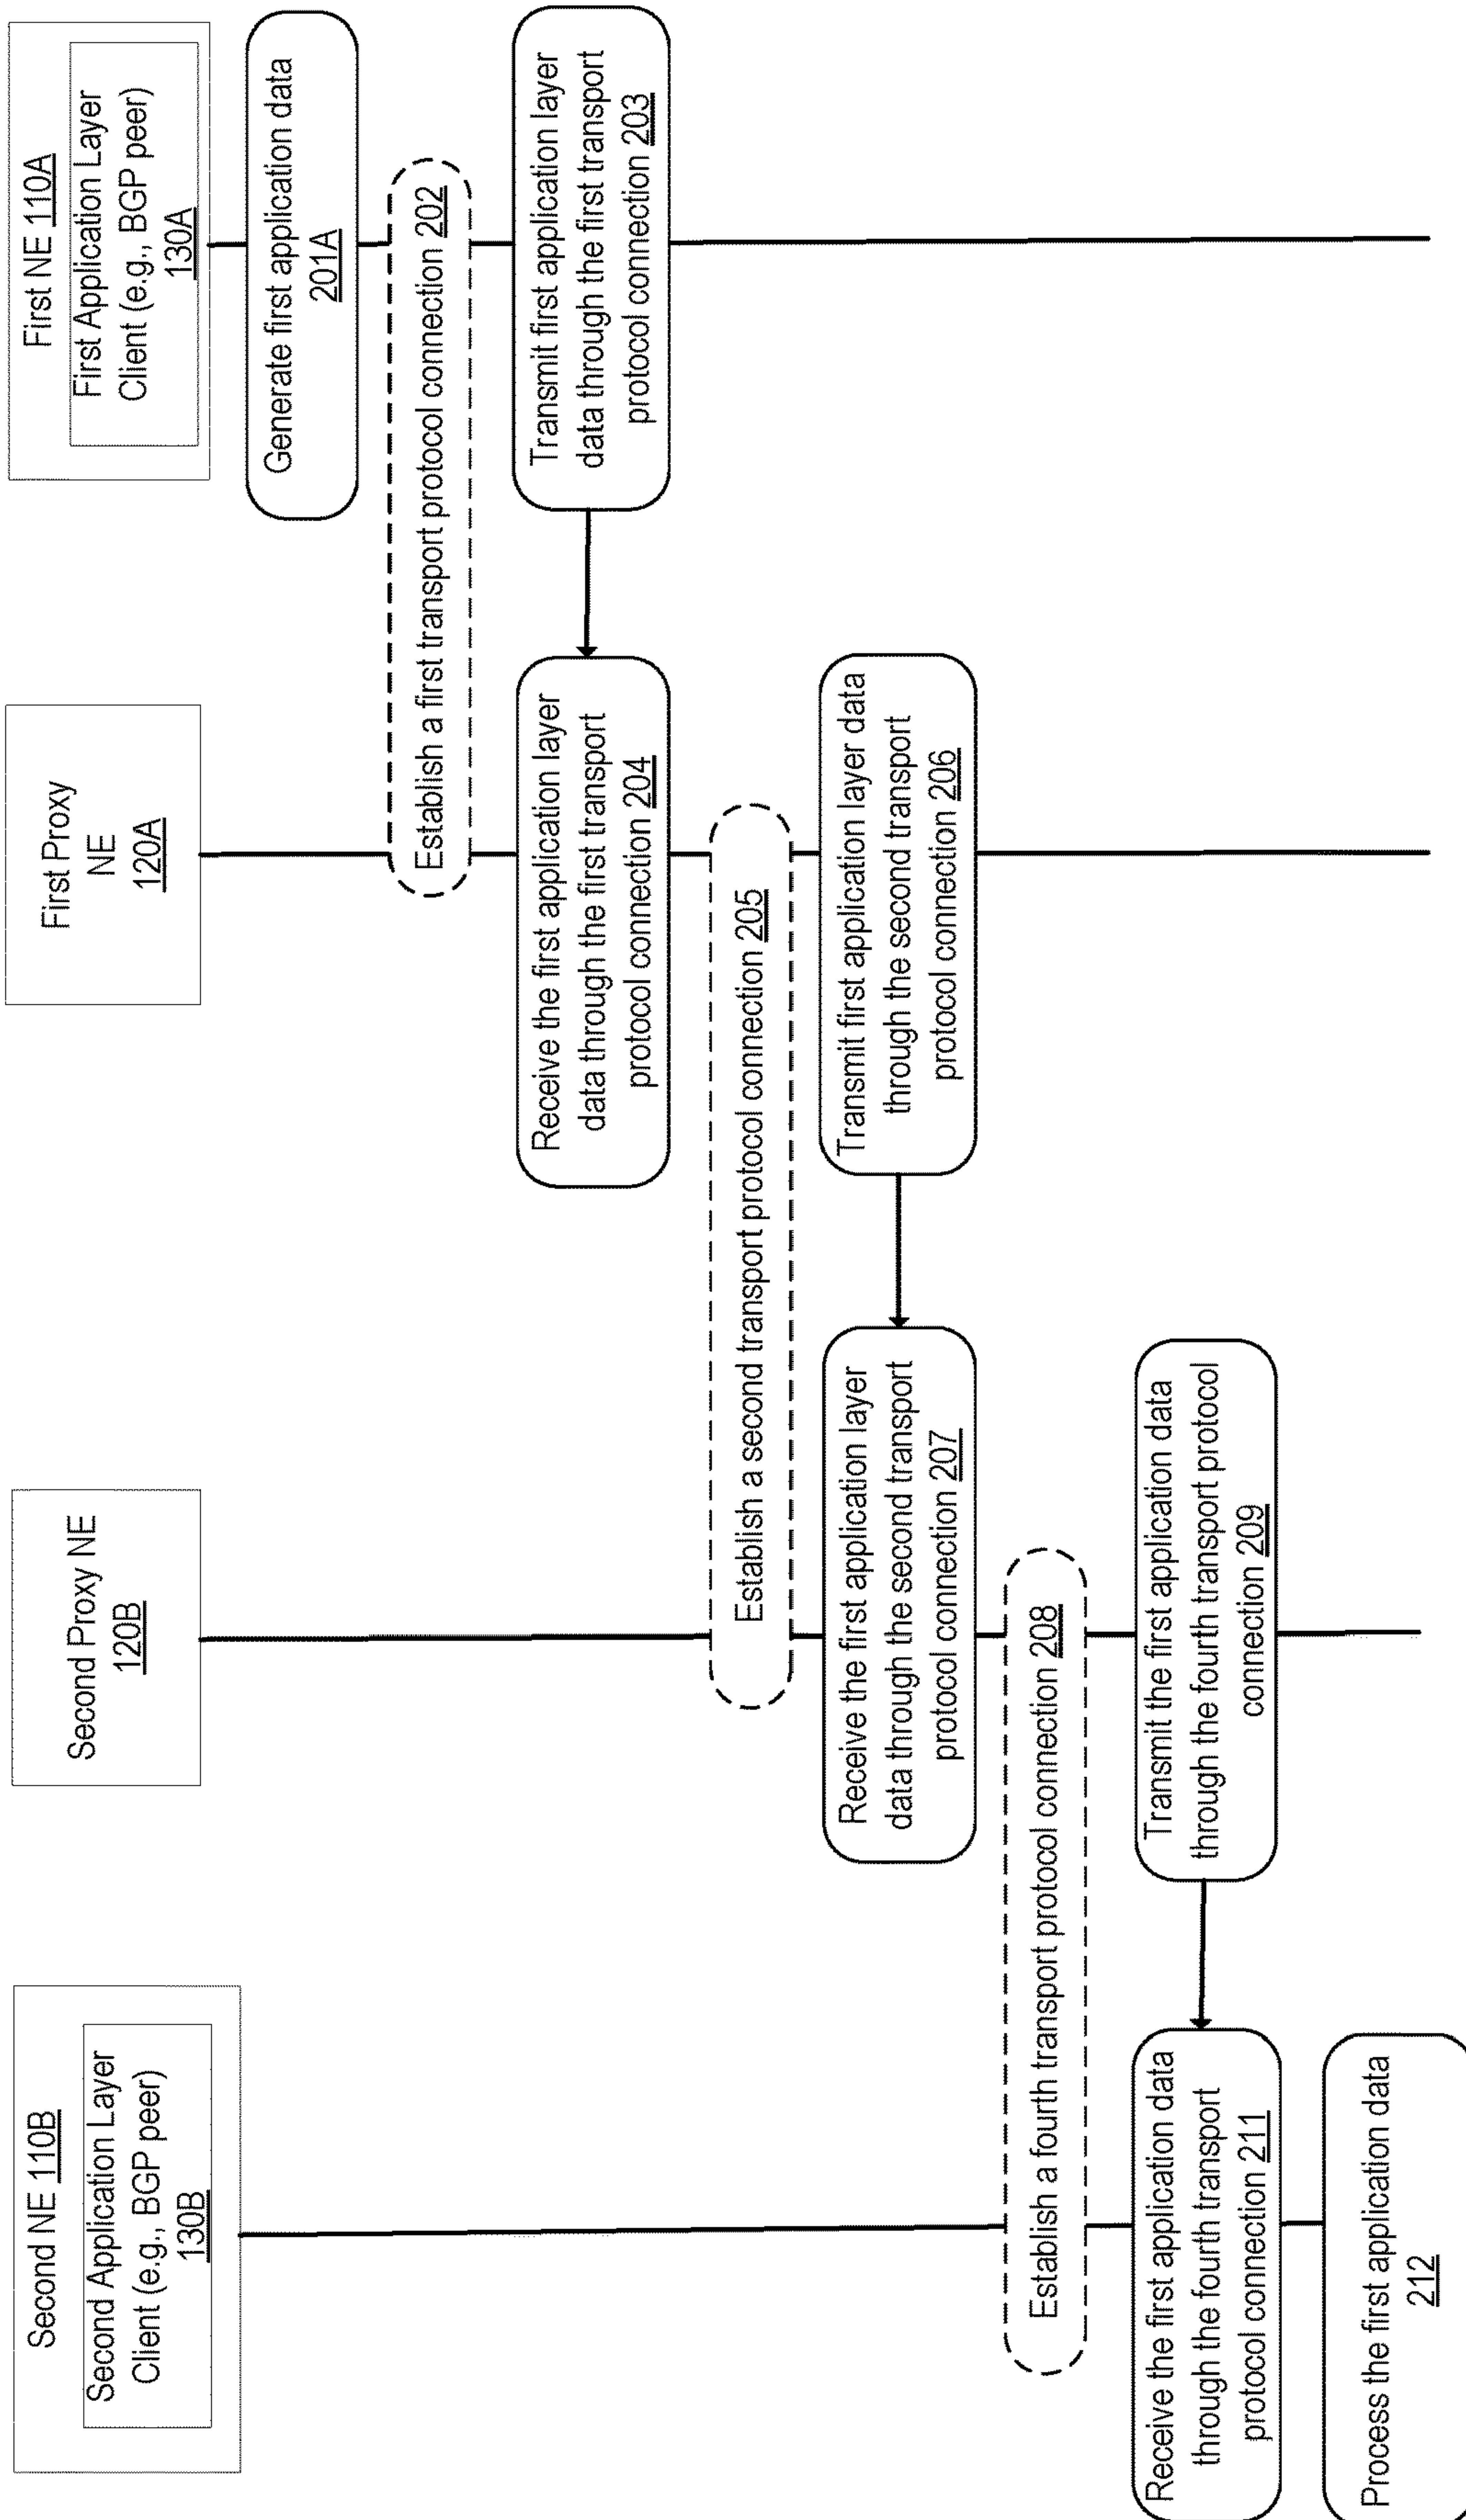 Second NE 110B
Second Application Layer
Client (e.g., BGP peer)
130B
Second Proxy NE
120B
First Proxy
NE
120A
First NE 110A
First Application Layer
Client (e.g., BGP peer)
130A
Generate first application data
201A
Establish a first transport protocol connection 202
Transmit first application layer
data through the first transport
protocol connection 203
Receive the first application layer
data through the first transport
protocol connection 204
Establish a second transport protocol connection 205
Transmit first application layer data
through the second transport
protocol connection 206
Receive the first application layer
data through the second transport
protocol connection 207
Establish a fourth transport protocol connection 208
Transmit the first application data
through the fourth transport protocol
connection 209
Receive the first application data
through the fourth transport
protocol connection 211
Process the first application data
212